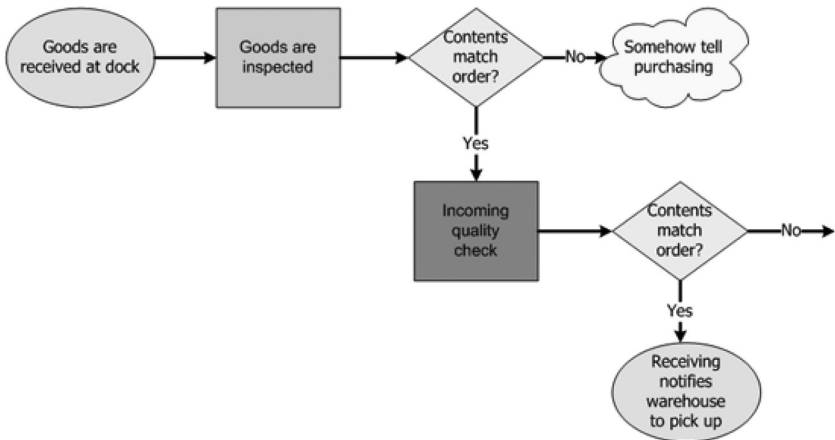 Goods are
received at dock
Goods are
inspected
Contents
match
order?
No
Somehow tell
purchasing
Yes
Incoming
quality
check
Contents
match
order?
No
Yes
Receiving
notifies
warehouse
to pick up